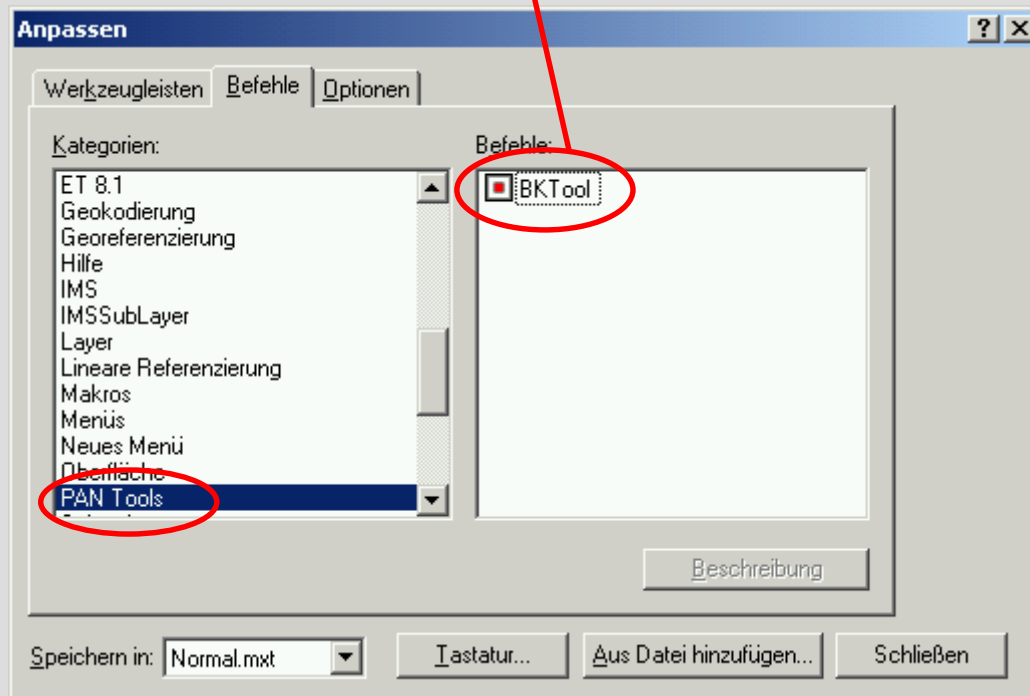 Anpassen
Werkzeugleisten
Befehle
Optionen
Kategorien:
ET 8.1
Geokodierung
Georeferenzierung
Hilfe
IMS
IMSSubLayer
Layer
Lineare Referenzierung
Makros
Menüs
Neues Menü
Oberfläche
PAN Tools
Befehle:
BKTool
Beschreibung
Speichern in: Normal.mxt
Tastatur...
Aus Datei hinzufügen...
Schließen